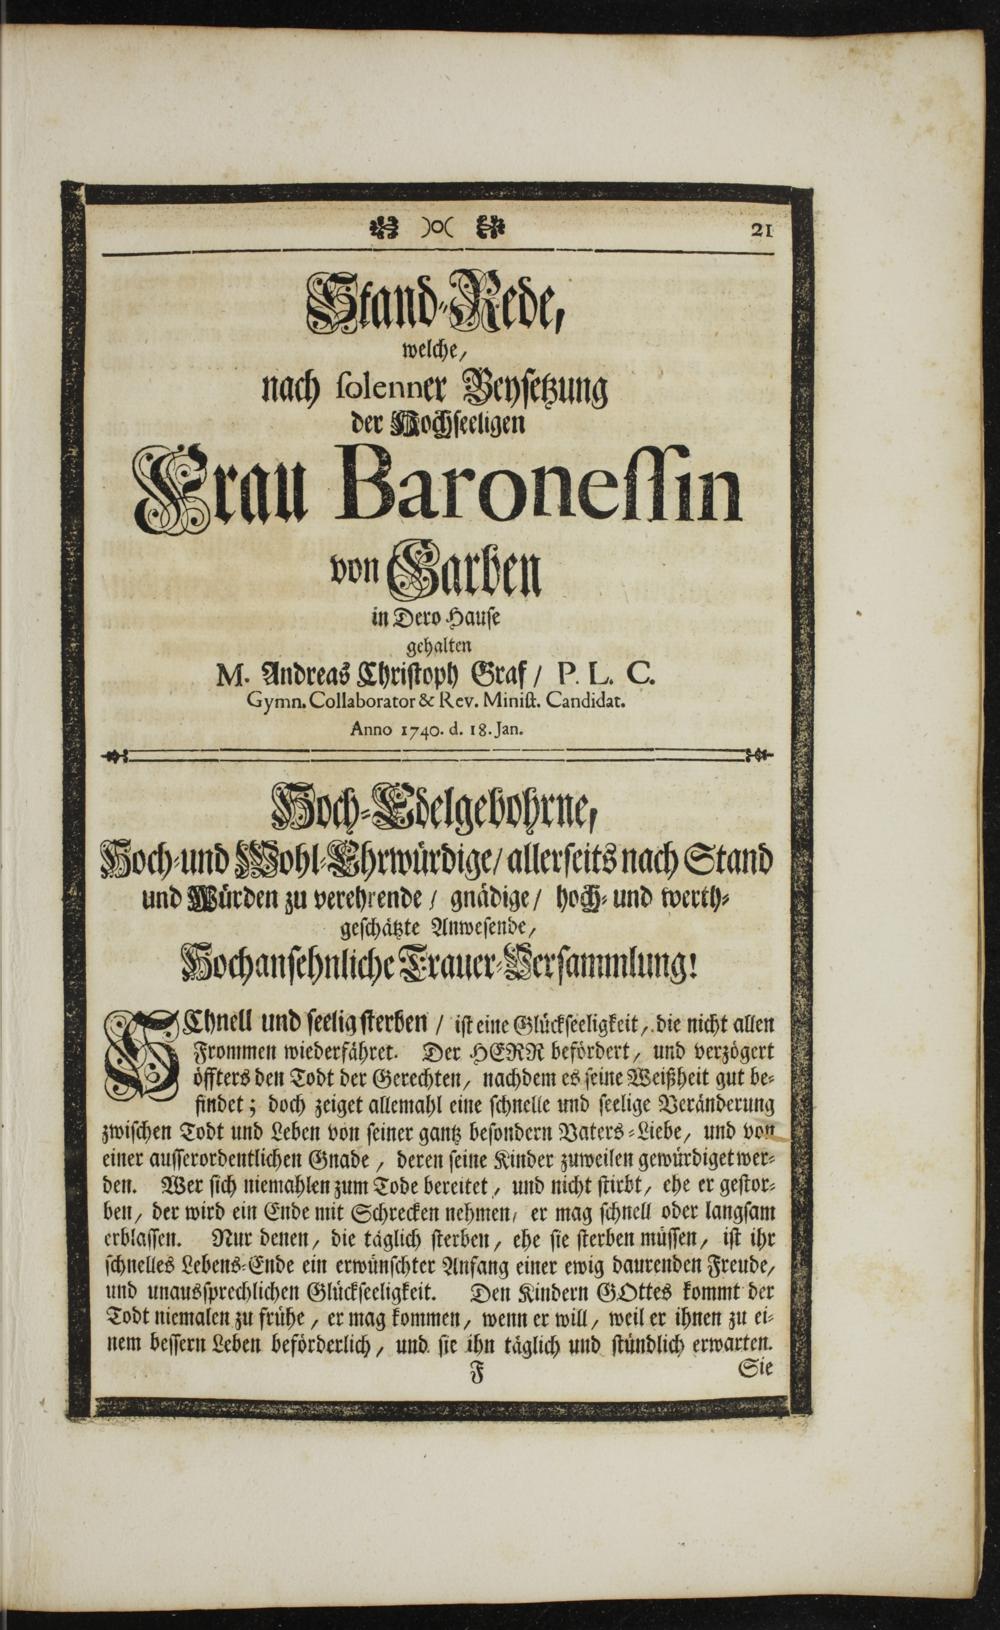 )o( 21
Stand-Rede,
welche,
nach solenner Beysetzung
der Hochseeligen
Frau Baronessin
von Garben
in Dero Hause
gehalten
M. Andreas Christoph Graf / P. L. C.
Gymn. Collaborator & Rev. Minist. Candidat.
Anno 1740. d. 18. Jan.
Hoch-Edelgebohrne,
Hoch- und Wohl-Ehrwürdige / allerseits nach Stand
und Würden zu verehrende / gnädige / hoch- und werth-
geschätzte Anwesende,
Hochansehnliche Trauer-Versammlung!
SChnell und seelig sterben / ist eine Glückseeligkeit, die nicht allen
Frommen wiederfähret. Der HERR befördert, und verzögert
öffters den Todt der Gerechten, nachdem es seine Weißheit gut be-
findet; doch zeiget allemahl eine schnelle und seelige Veränderung
zwischen Todt und Leben von seiner gantz besondern Vaters-Liebe, und von
einer ausserordentlichen Gnade, deren seine Kinder zuweilen gewürdiget wer-
den. Wer sich niemahlen zum Tode bereitet, und nicht stirbt, ehe er gestor-
ben, der wird ein Ende mit Schrecken nehmen, er mag schnell oder langsam
erblassen. Nur denen, die täglich sterben, ehe sie sterben müssen, ist ihr
schnelles Lebens-Ende ein erwünschter Anfang einer ewig daurenden Freude,
und unaussprechlichen Glückseeligkeit. Den Kindern GOttes kommt der
Todt niemalen zu frühe, er mag kommen, wenn er will, weil er ihnen zu ei-
nem bessern Leben beförderlich, und sie ihn täglich und stündlich erwarten.
F Sie